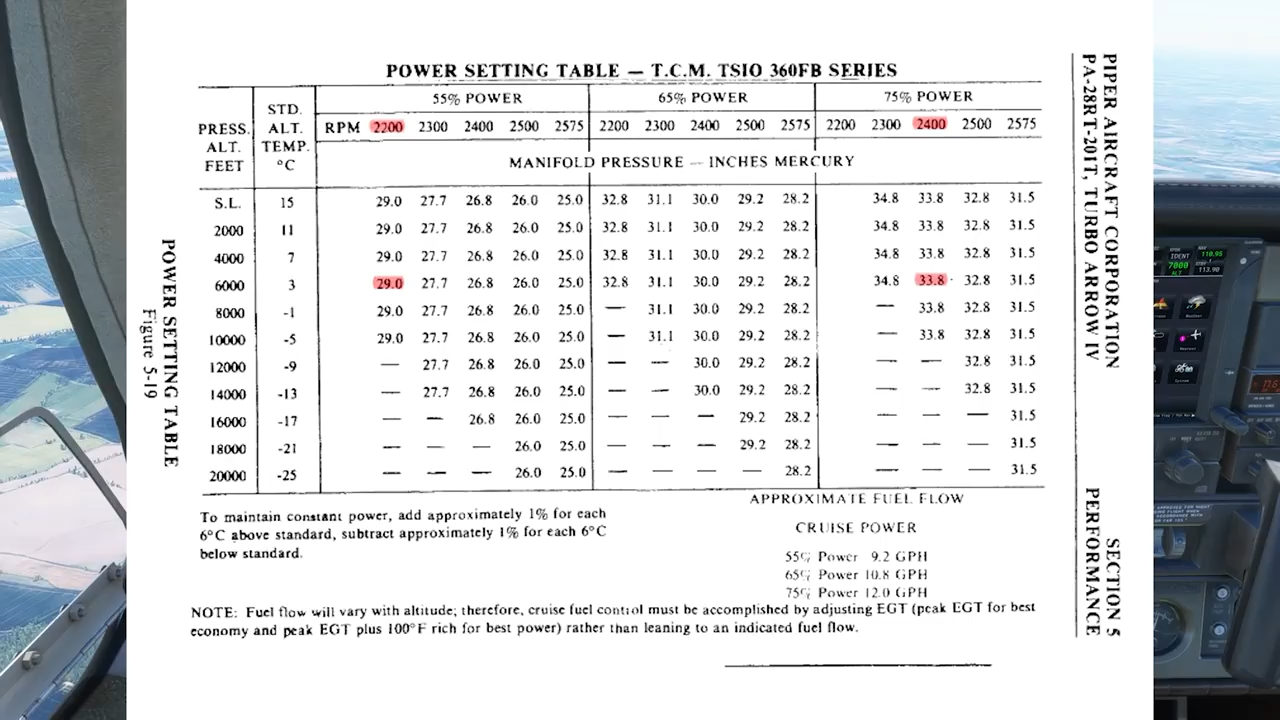 POWER SETTING TABLE — T.C.M. TSIO 360FB SERIES
PRESS. ALT. FEET
STD. ALT. TEMP. °C
55% POWER 65% POWER 75% POWER
RPM 2200 2300 2400 2500 2575 2200 2300 2400 2500 2575 2200 2300 2400 2500 2575
MANIFOLD PRESSURE — INCHES MERCURY
S.L. 15 29.0 27.7 26.8 26.0 25.0 32.8 31.1 30.0 29.2 28.2 34.8 33.8 32.8 31.5
2000 11 29.0 27.7 26.8 26.0 25.0 32.8 31.1 30.0 29.2 28.2 34.8 33.8 32.8 31.5
4000 7 29.0 27.7 26.8 26.0 25.0 32.8 31.1 30.0 29.2 28.2 34.8 33.8 32.8 31.5
6000 3 29.0 27.7 26.8 26.0 25.0 32.8 31.1 30.0 29.2 28.2 34.8 33.8 32.8 31.5
8000 -1 29.0 27.7 26.8 26.0 25.0 — 31.1 30.0 29.2 28.2 — 33.8 32.8 31.5
10000 -5 29.0 27.7 26.8 26.0 25.0 — 31.1 30.0 29.2 28.2 — 33.8 32.8 31.5
12000 -9 — 27.7 26.8 26.0 25.0 — — 30.0 29.2 28.2 — — 32.8 31.5
14000 -13 — 27.7 26.8 26.0 25.0 — — 30.0 29.2 28.2 — — 32.8 31.5
16000 -17 — — 26.8 26.0 25.0 — — — 29.2 28.2 — — — 31.5
18000 -21 — — — 26.0 25.0 — — — 29.2 28.2 — — — 31.5
20000 -25 — — — 26.0 25.0 — — — — 28.2 — — — 31.5
To maintain constant power, add approximately 1% for each
6°C above standard, subtract approximately 1% for each 6°C
below standard.
APPROXIMATE FUEL FLOW
CRUISE POWER
55% Power 9.2 GPH
65% Power 10.8 GPH
75% Power 12.0 GPH
NOTE: Fuel flow will vary with altitude; therefore, cruise fuel control must be accomplished by adjusting EGT (peak EGT for best
economy and peak EGT plus 100°F rich for best power) rather than leaning to an indicated fuel flow.
POWER SETTING TABLE
Figure 5-19
PIPER AIRCRAFT CORPORATION
PA-28RT-201T, TURBO ARROW IV
SECTION 5
PERFORMANCE
IDENT
7000
ALT
110.95
113.90